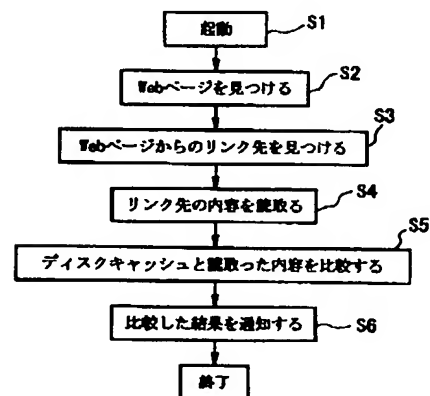 起動
S1
Webページを見つける
S2
Webページからのリンク先を見つける
S3
リンク先の内容を読取る
S4
ディスクキャッシュと読取った内容を比較する
S5
比較した結果を通知する
S6
終了